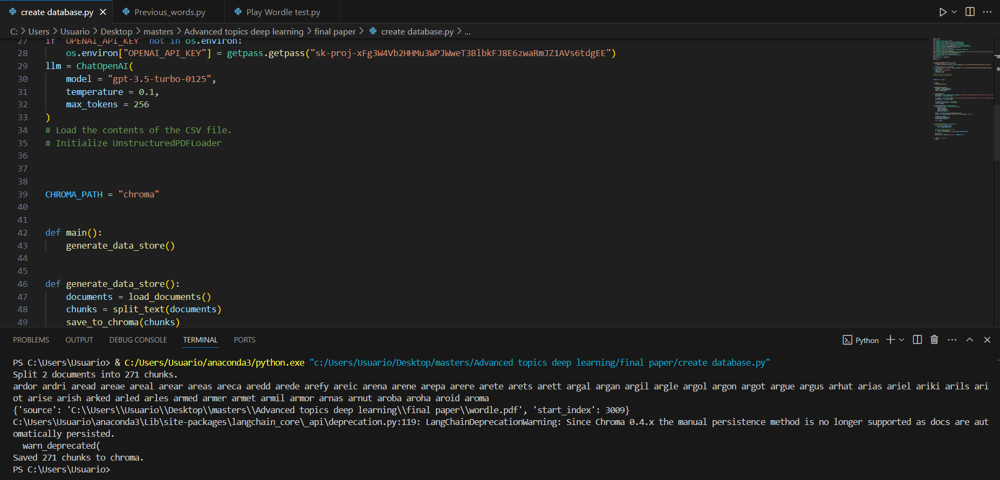 create database.py
Previous_words.py
Play Wordle test.py
C: > Users > Usuario > Desktop > masters > Advanced topics deep learning > final paper > create database.py > ...
27 if "OPENAI_API_KEY" not in os.environ:
28 os.environ["OPENAI_API_KEY"] = getpass.getpass("sk-proj-xFg3W4Vb2HHMu3WPJWweT3BlbkFJ8E6zwaRmJZ1AVs6tdgEE")
29 llm = ChatOpenAI(
30 model = "gpt-3.5-turbo-0125",
31 temperature = 0.1,
32 max_tokens = 256
33 )
34 # Load the contents of the CSV file.
35 # Initialize UnstructuredPDFLoader
36
37
38
39 CHROMA_PATH = "chroma"
40
41
42 def main():
43 generate_data_store()
44
45
46 def generate_data_store():
47 documents = load_documents()
48 chunks = split_text(documents)
49 save_to_chroma(chunks)
PROBLEMS OUTPUT DEBUG CONSOLE TERMINAL PORTS
Python
PS C:\Users\Usuario> & C:/Users/Usuario/anaconda3/python.exe "c:/Users/Usuario/Desktop/masters/Advanced topics deep learning/final paper/create database.py"
Split 2 documents into 271 chunks.
ardor ardri aread areae areal arear areas areca aredd arede arefy areic arena arene arepa arere arete arets arett argal argan argil argle argol argon argot argue argus arhat arias ariel ariki arils ari
ot arise arish arked arled arles armed armer armet armil armor arnas arnut aroba aroha aroid aroma
{'source': 'C:\\Users\\Usuario\\Desktop\\masters\\Advanced topics deep learning\\final paper\\wordle.pdf', 'start_index': 3009}
C:\Users\Usuario\anaconda3\Lib\site-packages\langchain_core\_api\deprecation.py:119: LangChainDeprecationWarning: Since Chroma 0.4.x the manual persistence method is no longer supported as docs are aut
omatically persisted.
warn_deprecated(
Saved 271 chunks to chroma.
PS C:\Users\Usuario>